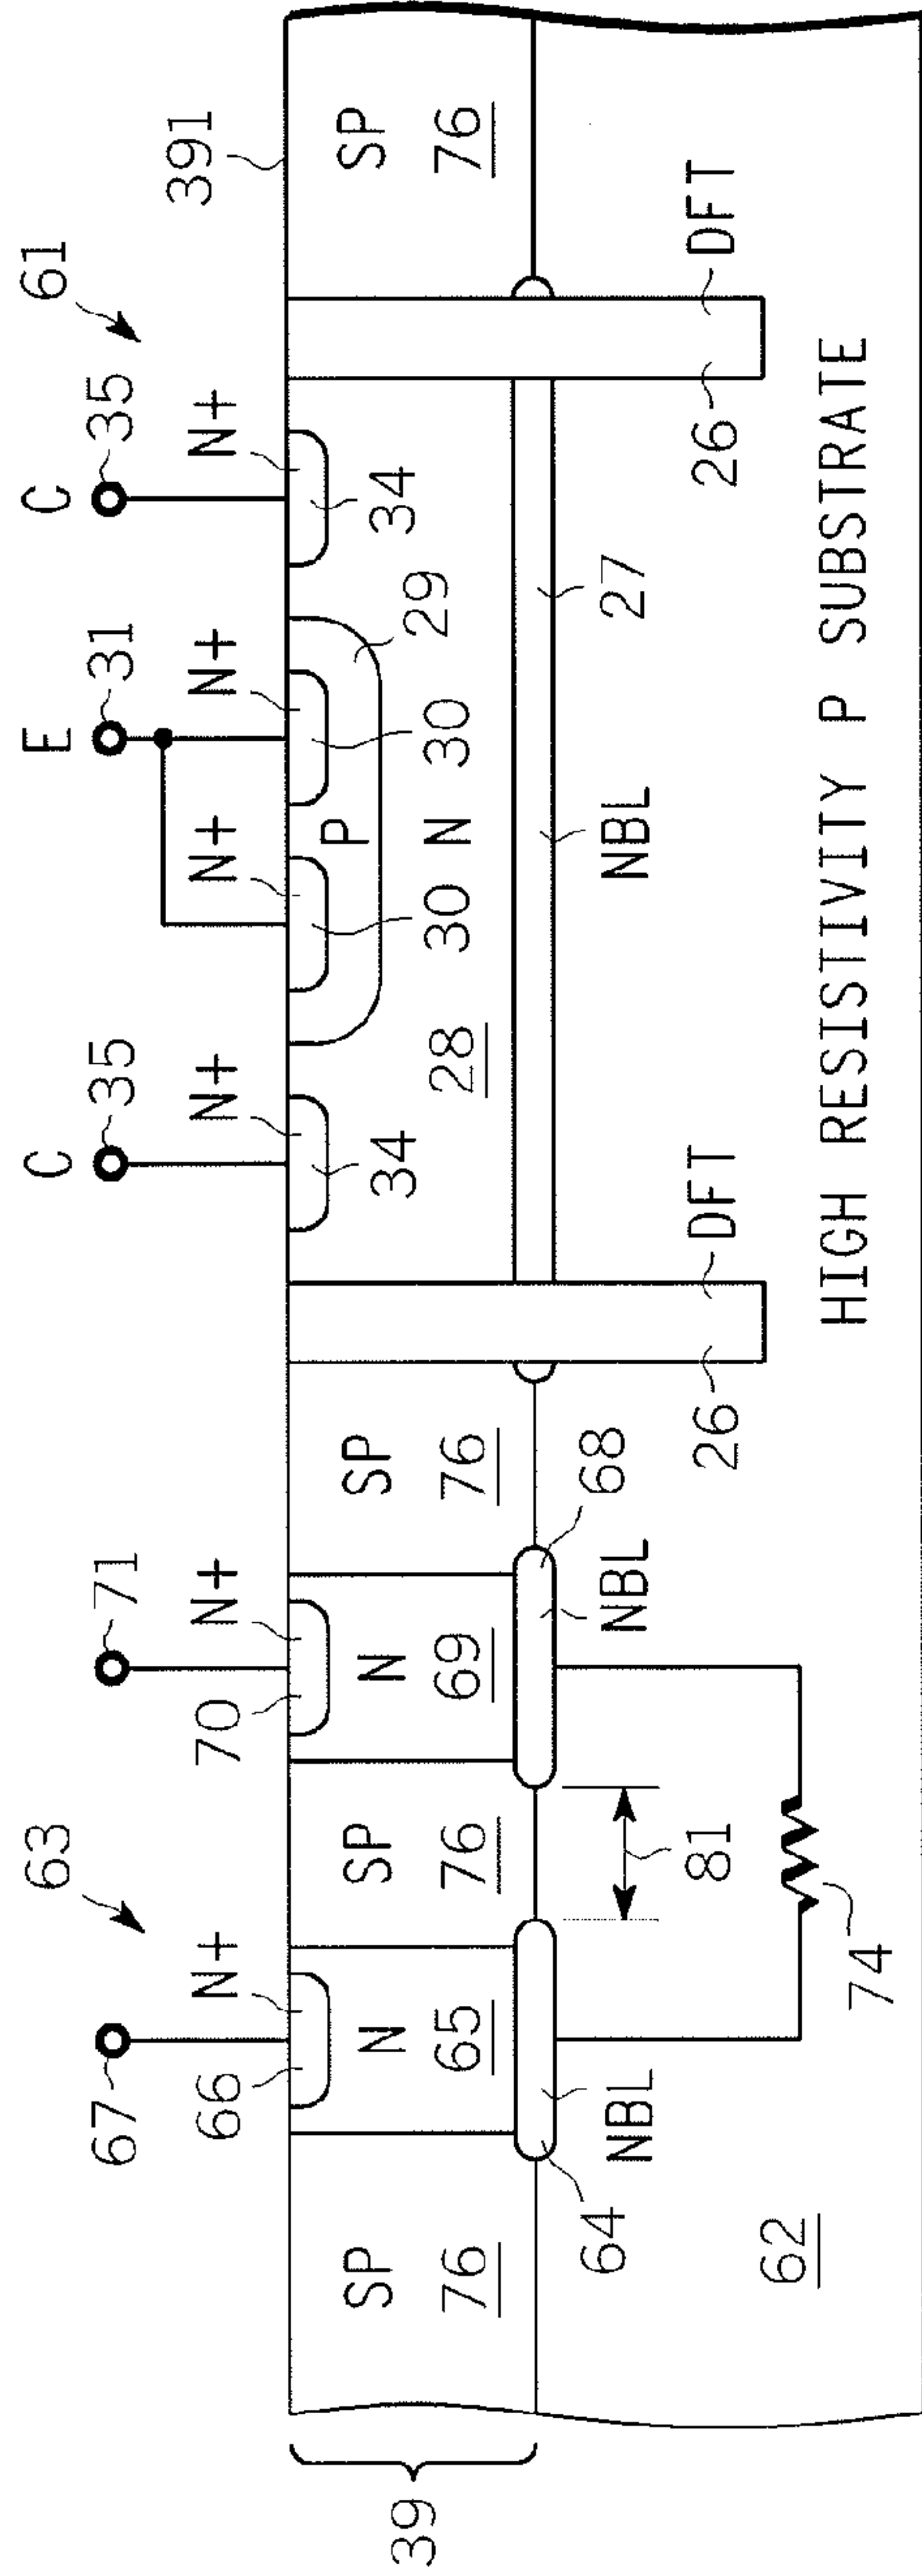 63
61
C
E
C
67
71
35
31
35
391
66
N+
70
N+
N+
N+
N+
N+
SP
76
N
65
SP
76
N
69
SP
76
34
30
P
30
29
34
SP
76
28
N
39
64
NBL
81
NBL
68
26
DFT
NBL
27
26
DFT
62
74
HIGH RESISTIVITY P SUBSTRATE